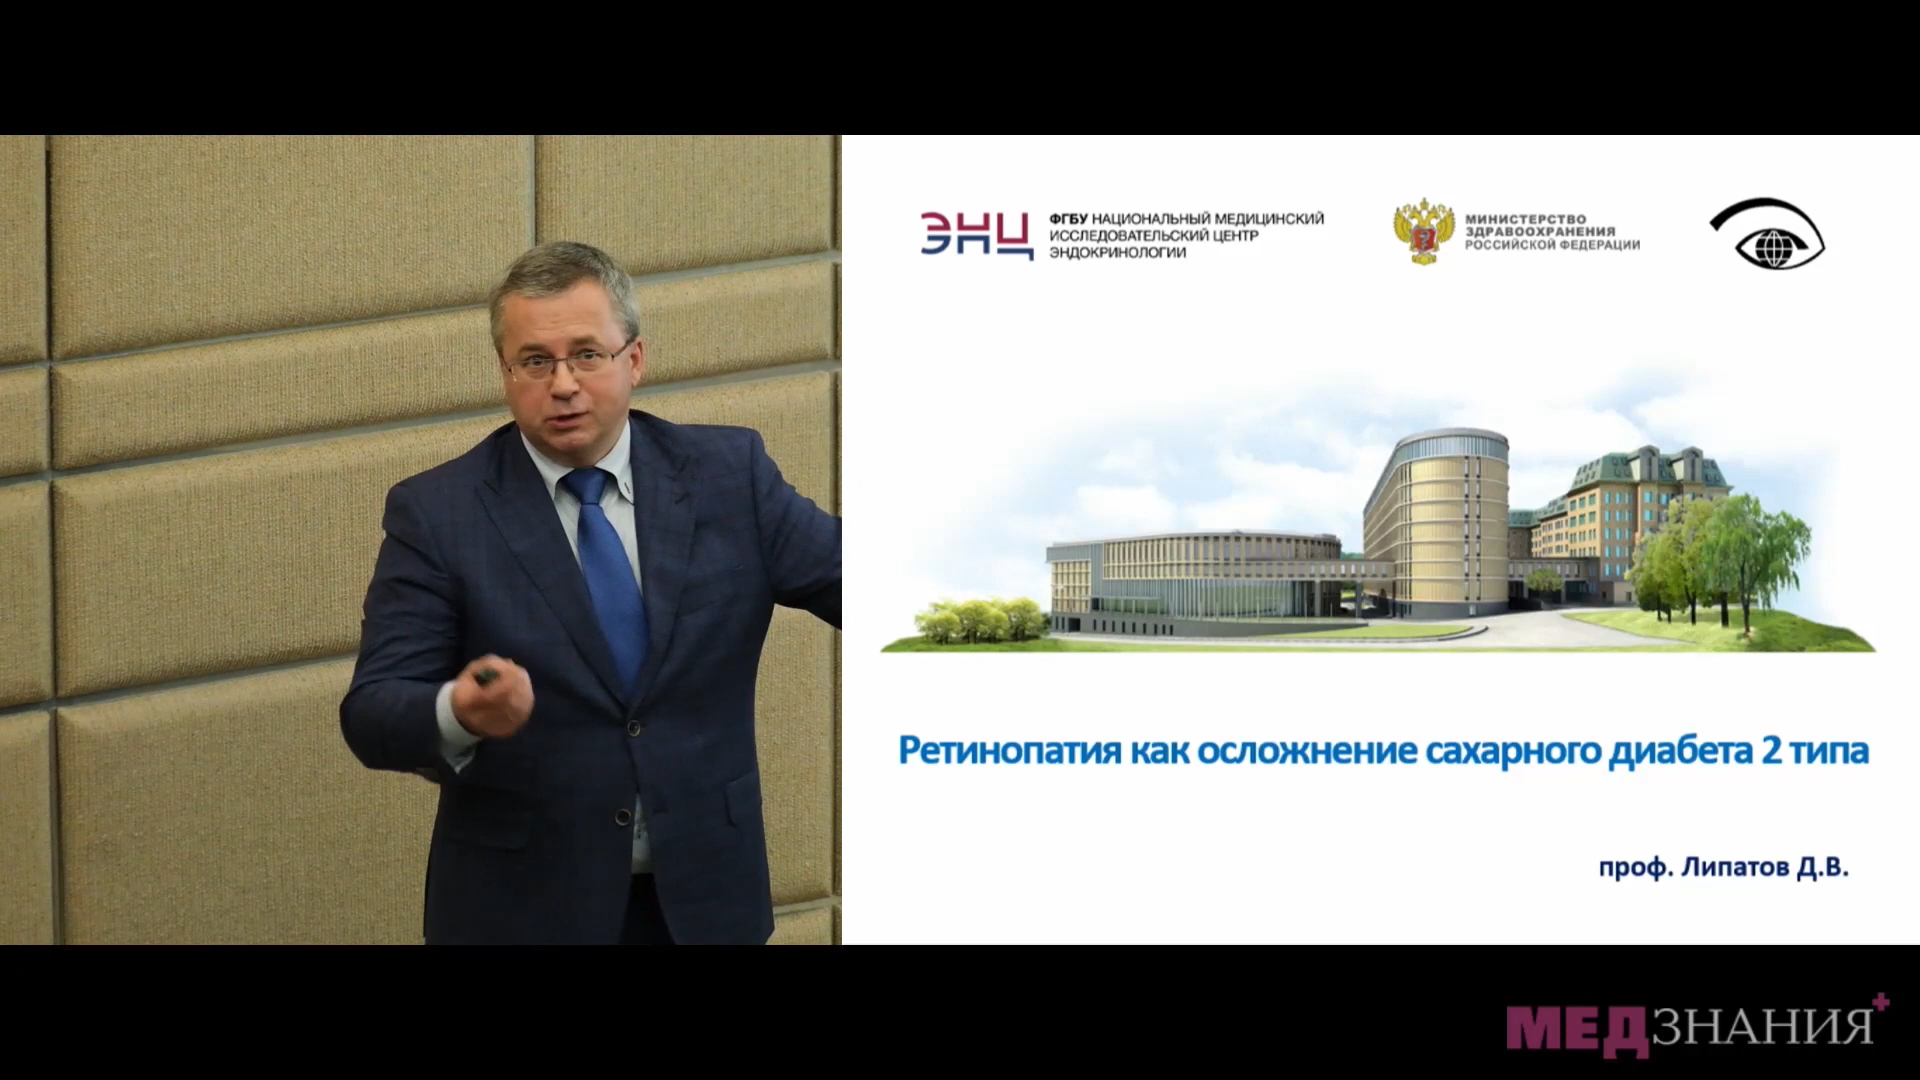 ЭНЦ
ФГБУ НАЦИОНАЛЬНЫЙ МЕДИЦИНСКИЙ
ИССЛЕДОВАТЕЛЬСКИЙ ЦЕНТР
ЭНДОКРИНОЛОГИИ
МИНИСТЕРСТВО
ЗДРАВООХРАНЕНИЯ
РОССИЙСКОЙ ФЕДЕРАЦИИ
Ретинопатия как осложнение сахарного диабета 2 типа
проф. Липатов Д.В.
МЕДЗНАНИЯ+